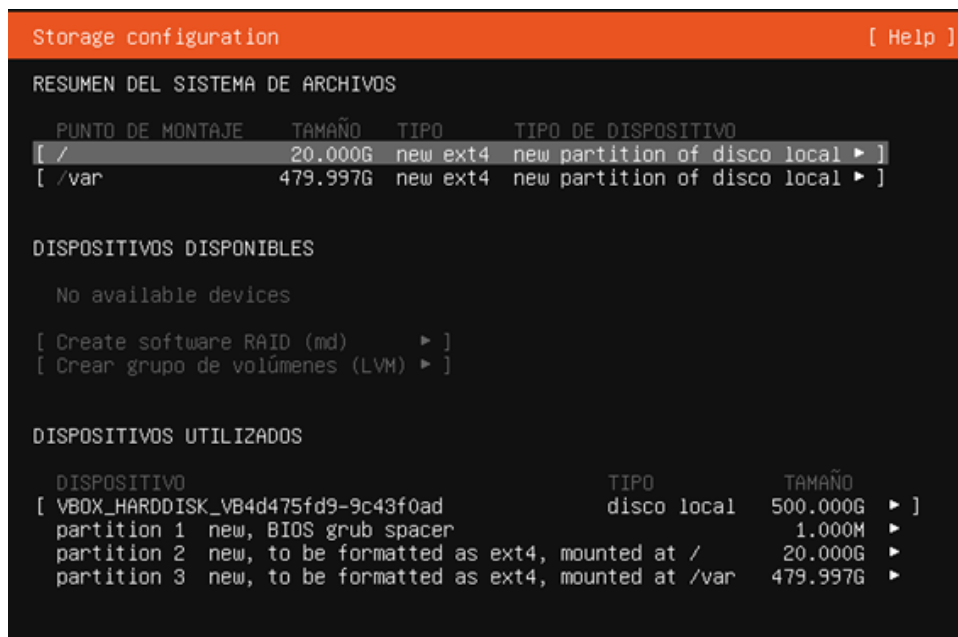 Storage configuration [ Help ]
RESUMEN DEL SISTEMA DE ARCHIVOS
PUNTO DE MONTAJE TAMAÑO TIPO TIPO DE DISPOSITIVO
[ / 20.000G new ext4 new partition of disco local ► ]
[ /var 479.997G new ext4 new partition of disco local ► ]
DISPOSITIVOS DISPONIBLES
No available devices
[ Create software RAID (md) ► ]
[ Crear grupo de volúmenes (LVM) ► ]
DISPOSITIVOS UTILIZADOS
DISPOSITIVO TIPO TAMAÑO
[ VBOX_HARDDISK_VB4d475fd9-9c43f0ad disco local 500.000G ► ]
partition 1 new, BIOS grub spacer 1.000M ►
partition 2 new, to be formatted as ext4, mounted at / 20.000G ►
partition 3 new, to be formatted as ext4, mounted at /var 479.997G ►